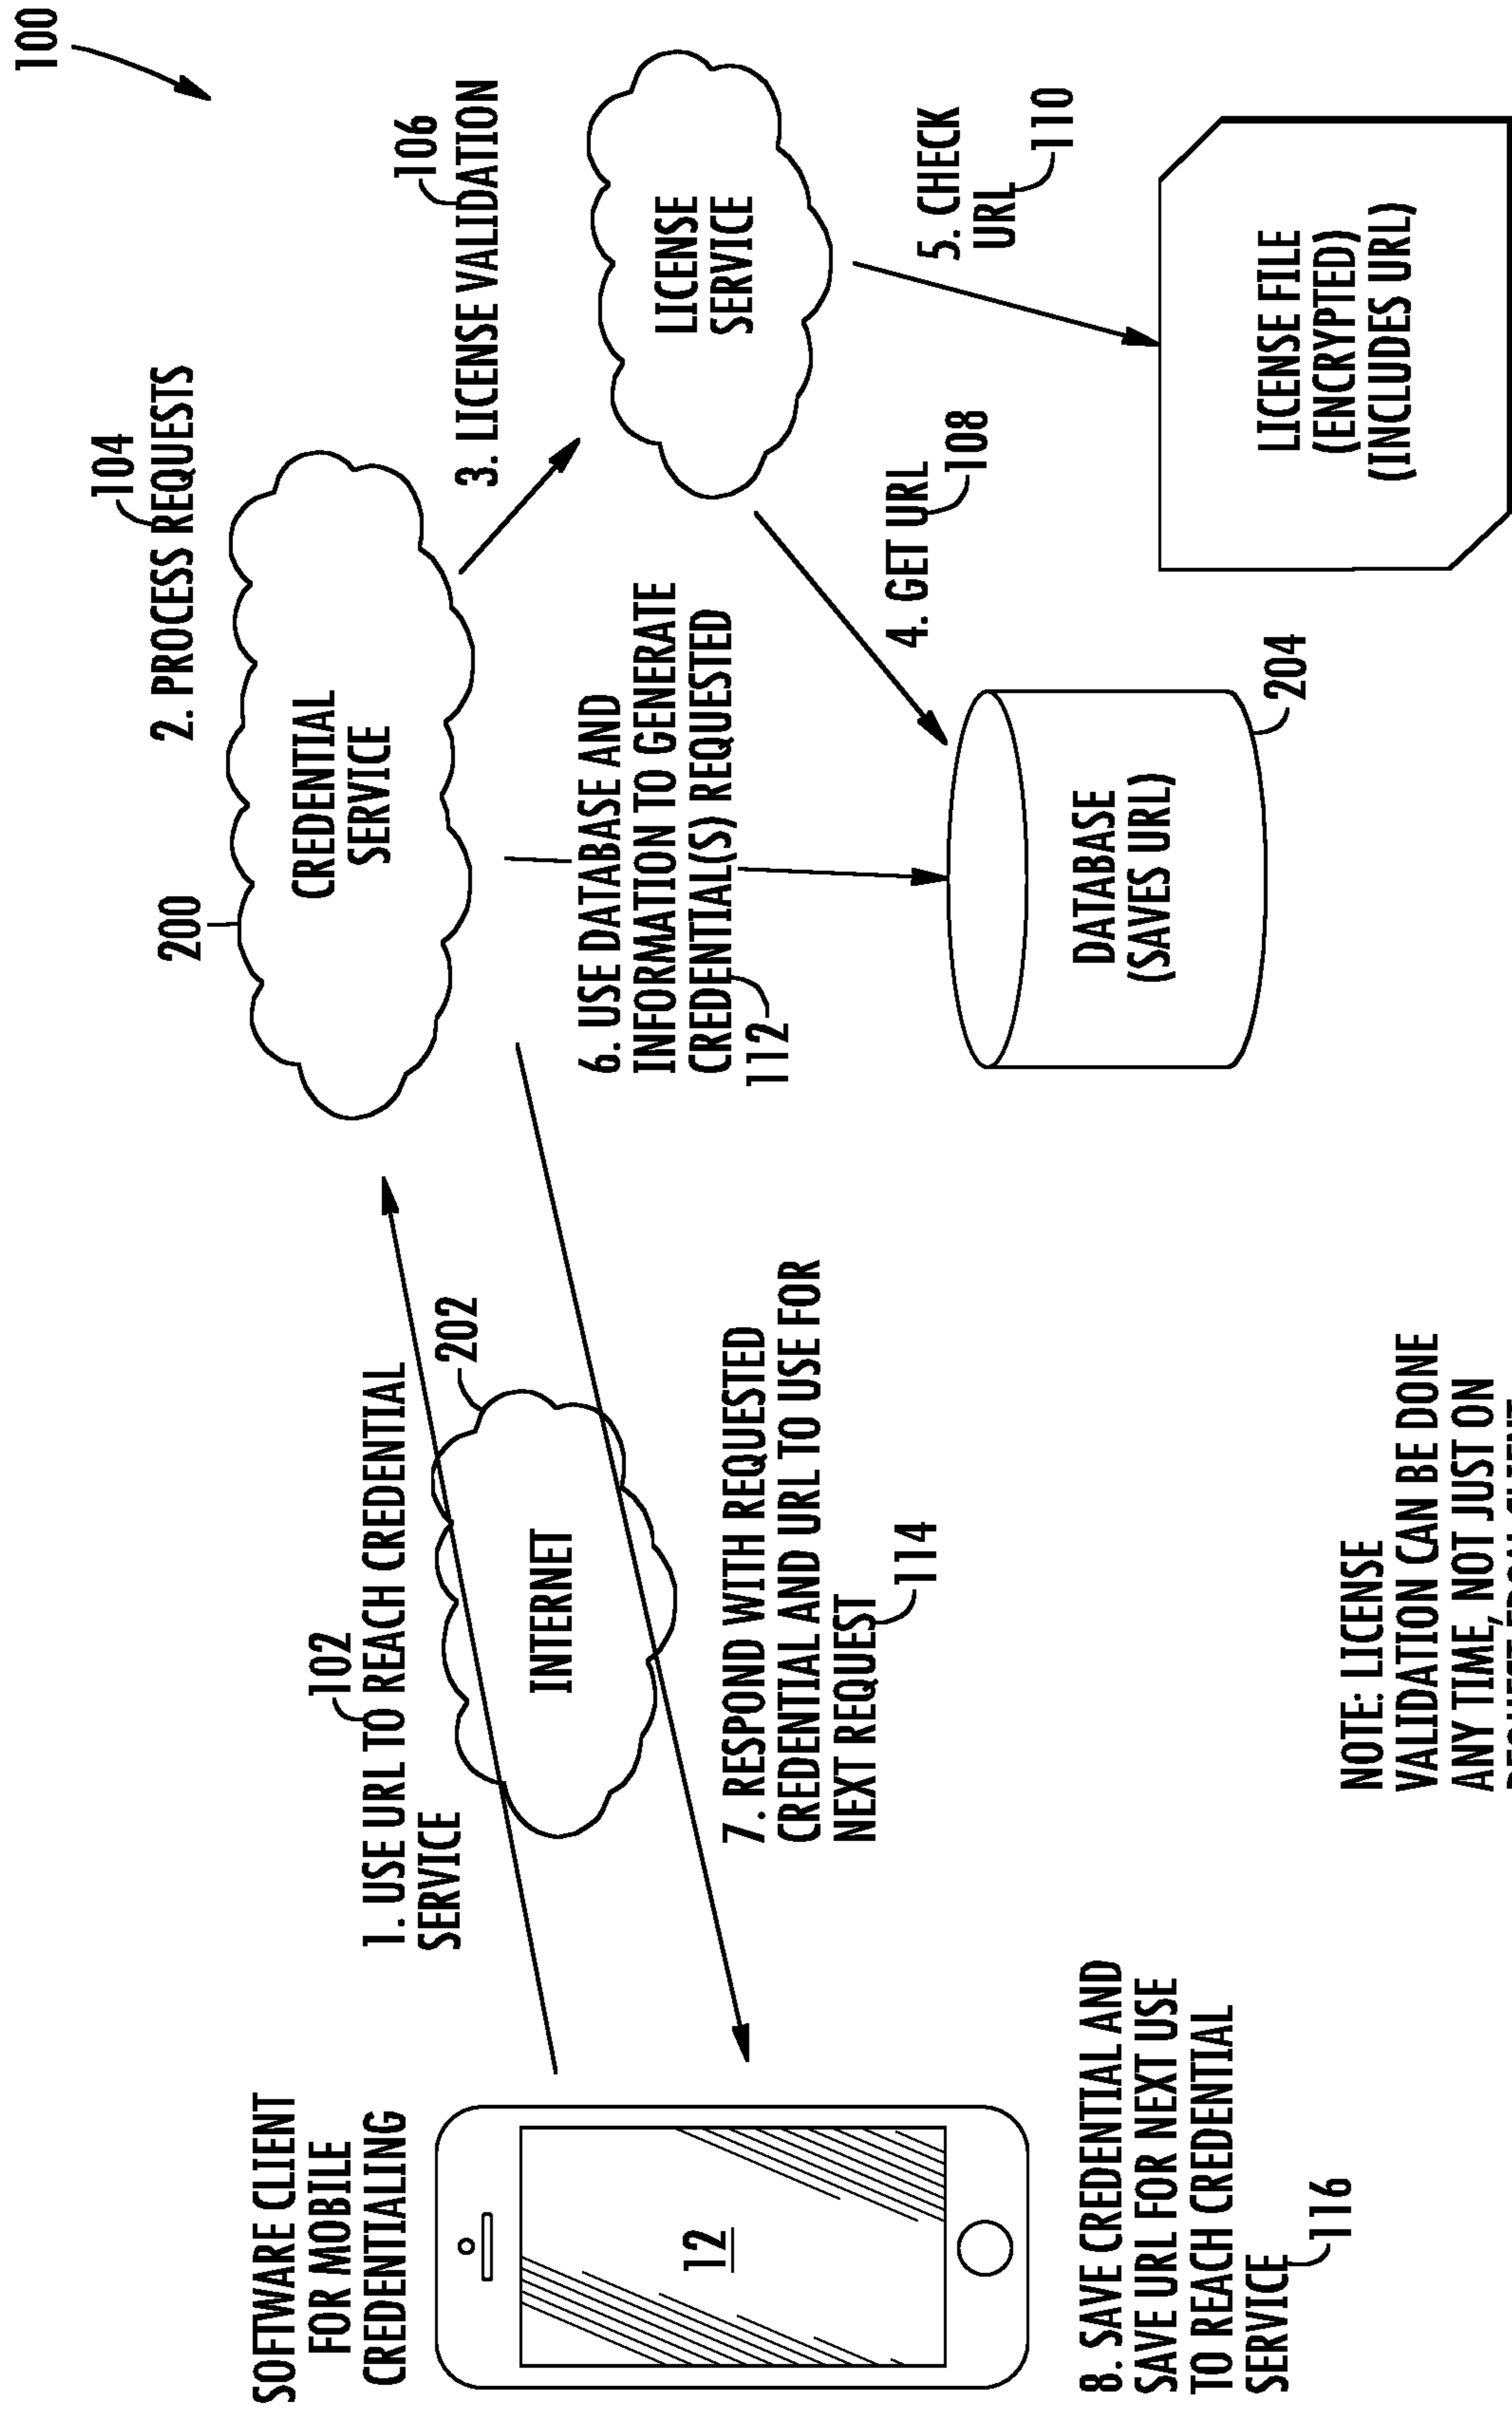 100
104
2. PROCESS REQUESTS
200
CREDENTIAL
SERVICE
106
3. LICENSE VALIDATION
LICENSE
SERVICE
SOFTWARE CLIENT
FOR MOBILE
CREDENTIALING
102
1. USE URL TO REACH CREDENTIAL
SERVICE
202
INTERNET
6. USE DATABASE AND
INFORMATION TO GENERATE
CREDENTIAL(S) REQUESTED
112
4. GET URL
108
5. CHECK
URL
110
12
7. RESPOND WITH REQUESTED
CREDENTIAL AND URL TO USE FOR
NEXT REQUEST
114
DATABASE
(SAVES URL)
204
LICENSE FILE
(ENCRYPTED)
(INCLUDES URL)
8. SAVE CREDENTIAL AND
SAVE URL FOR NEXT USE
TO REACH CREDENTIAL
SERVICE
116
NOTE: LICENSE
VALIDATION CAN BE DONE
ANY TIME, NOT JUST ON